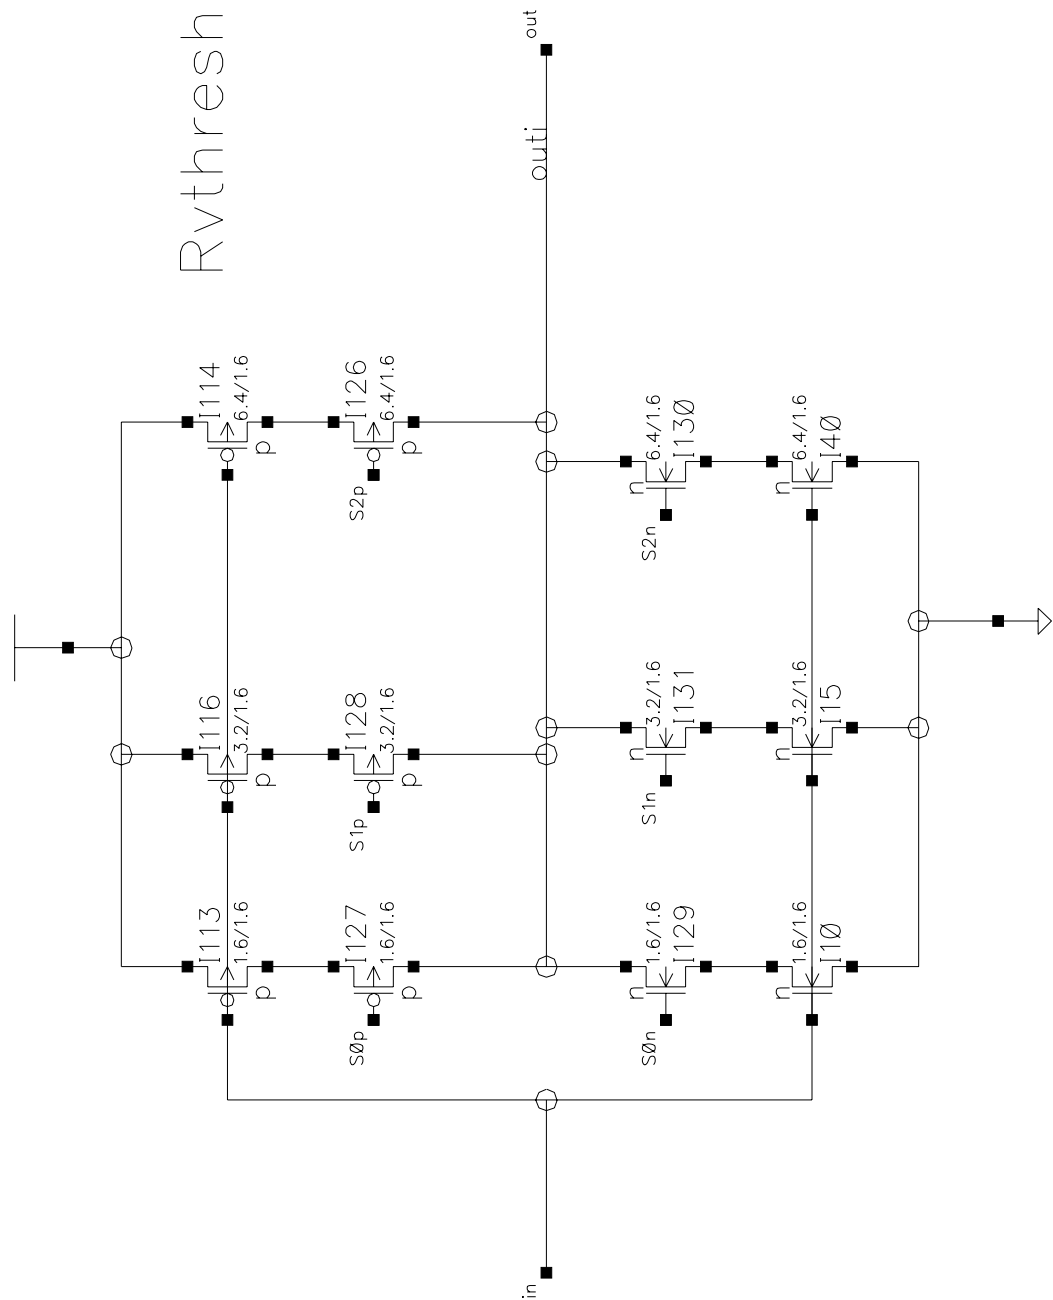 Rvthresh
out
outi
I114
6.4/1.6
p
I126
6.4/1.6
p
S2p
6.4/1.6
I130
n
S2n
6.4/1.6
I40
n
I116
3.2/1.6
p
I128
3.2/1.6
p
S1p
3.2/1.6
I131
n
S1n
3.2/1.6
I15
n
I113
1.6/1.6
p
I127
1.6/1.6
p
S0p
1.6/1.6
I129
n
S0n
1.6/1.6
I10
n
in